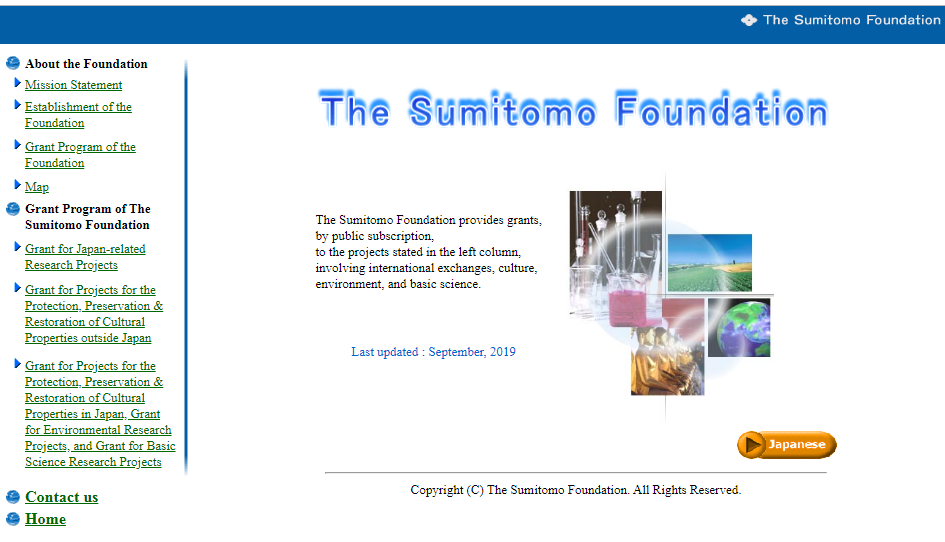 The Sumitomo Foundation
About the Foundation
Mission Statement
Establishment of the
Foundation
Grant Program of the
Foundation
Map
Grant Program of The
Sumitomo Foundation
Grant for Japan-related
Research Projects
Grant for Projects for the
Protection, Preservation &
Restoration of Cultural
Properties outside Japan
Grant for Projects for the
Protection, Preservation &
Restoration of Cultural
Properties in Japan, Grant
for Environmental Research
Projects, and Grant for Basic
Science Research Projects
Contact us
Home
The Sumitomo Foundation
The Sumitomo Foundation provides grants,
by public subscription,
to the projects stated in the left column,
involving international exchanges, culture,
environment, and basic science.
Last updated : September, 2019
Japanese
Copyright (C) The Sumitomo Foundation. All Rights Reserved.